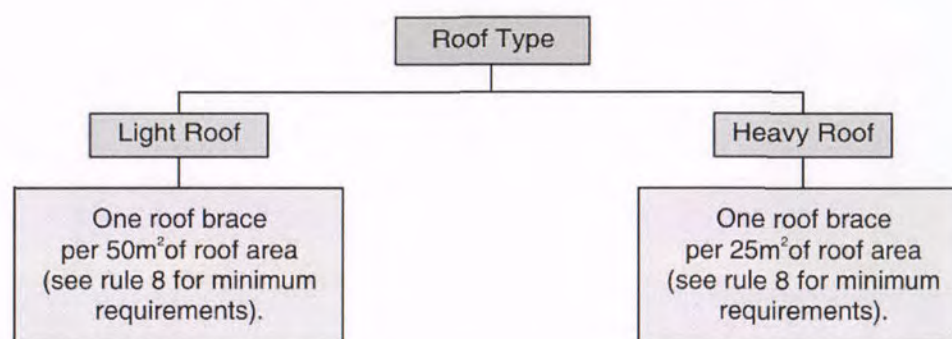 Roof Type
Light Roof
Heavy Roof
One roof brace
per 50m²of roof area
(see rule 8 for minimum
requirements).
One roof brace
per 25m²of roof area
(see rule 8 for minimum
requirements).